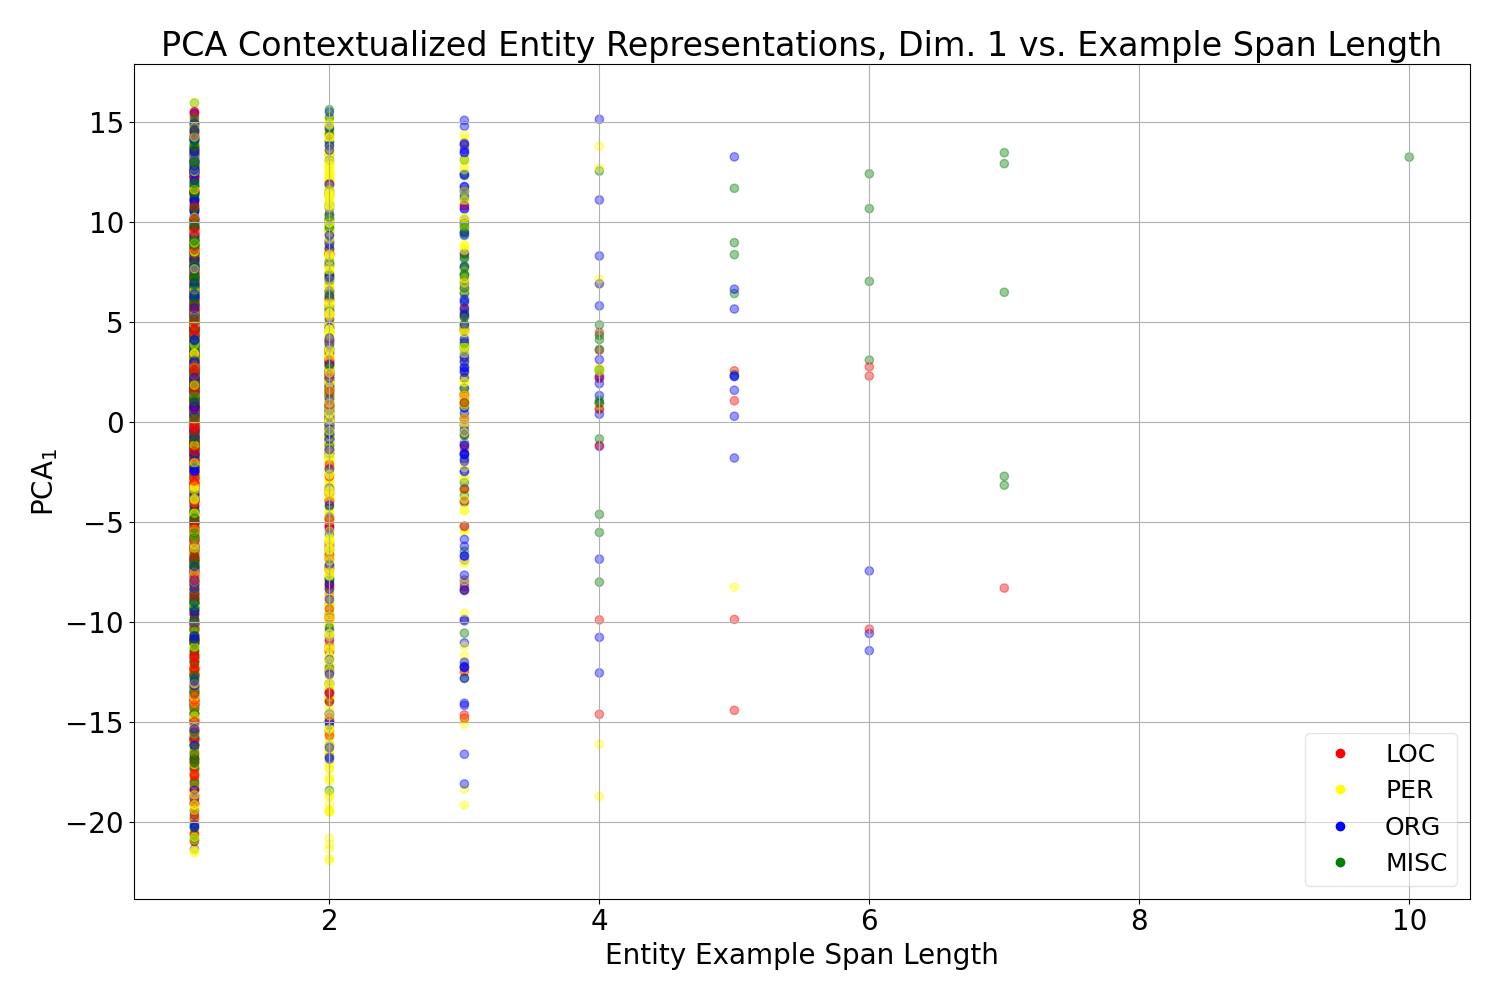 PCA Contextualized Entity Representations, Dim. 1 vs. Example Span Length
PCA₁
15
10
5
0
−5
−10
−15
−20
2 4 6 8 10
Entity Example Span Length
LOC
PER
ORG
MISC